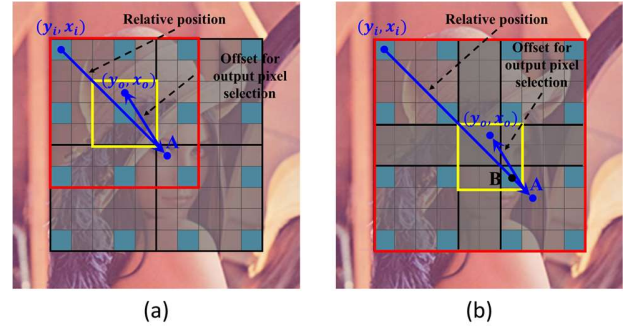 Relative position
(y_i, x_i)
Offset for
output pixel
selection
(y_o, x_o)
A
(a)
Relative position
(y_i, x_i)
Offset for
output pixel
selection
(y_o, x_o)
B
A
(b)